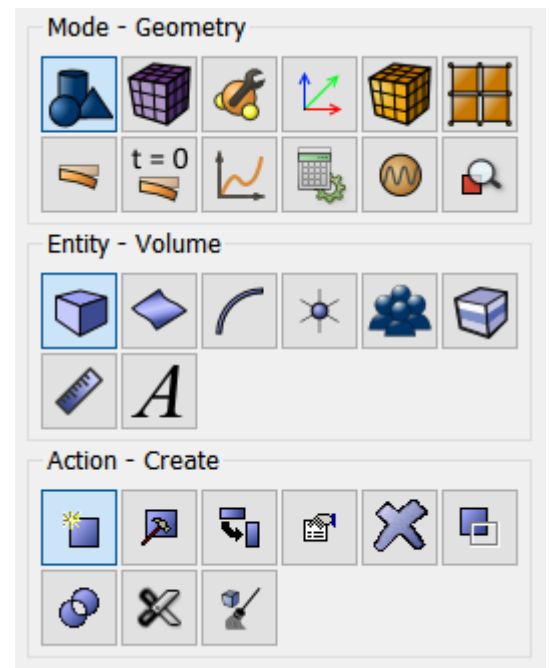 Mode - Geometry
t = 0
Entity - Volume
A
Action - Create